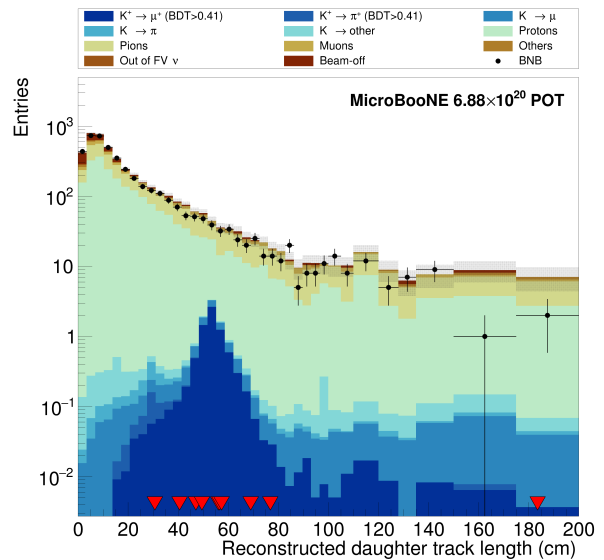 K⁺ → μ⁺ (BDT>0.41)
K⁺ → π⁺ (BDT>0.41)
K → μ
K → π
K → other
Protons
Pions
Muons
Others
Out of FV ν
Beam-off
BNB
MicroBooNE 6.88×10²⁰ POT
Entries
10³
10²
10
1
10⁻¹
10⁻²
0 20 40 60 80 100 120 140 160 180 200
Reconstructed daughter track length (cm)